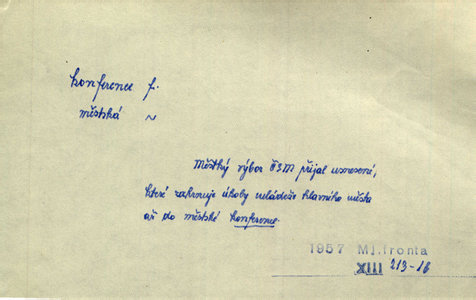 konference f.
městská ~
Městský výbor ČSM přijal usnesení,
které zahrnuje úkoly mládeže hlavního města
až do městské konference.
1957 Ml.fronta
XIII 213-16